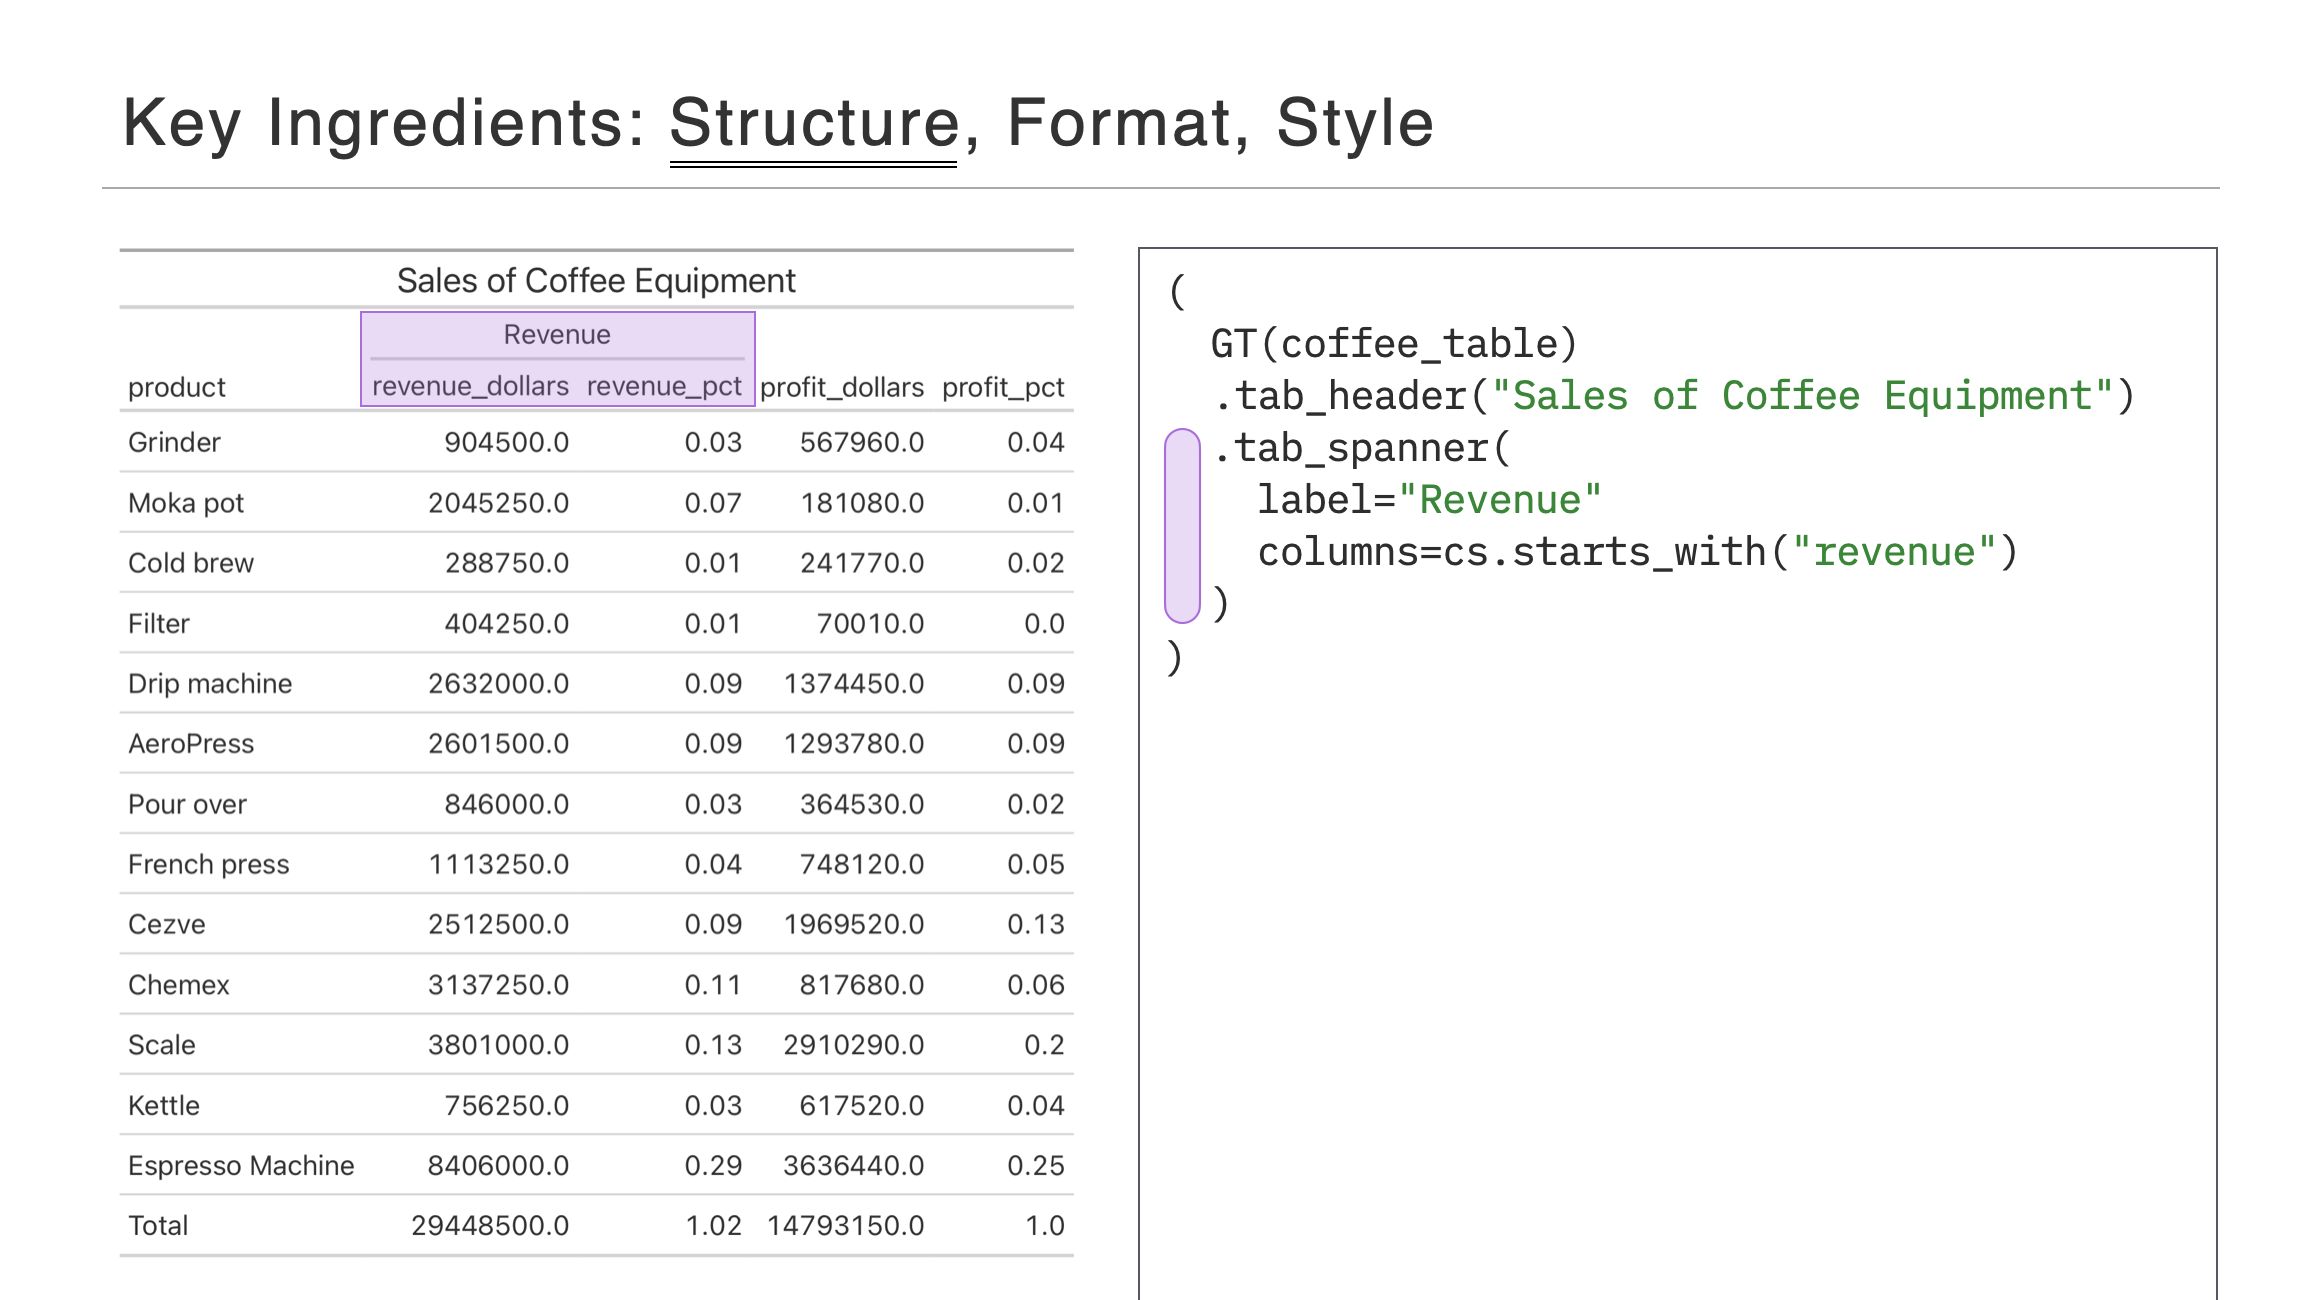 Key Ingredients: Structure, Format, Style
Sales of Coffee Equipment
Revenue
product revenue_dollars revenue_pct profit_dollars profit_pct
Grinder 904500.0 0.03 567960.0 0.04
Moka pot 2045250.0 0.07 181080.0 0.01
Cold brew 288750.0 0.01 241770.0 0.02
Filter 404250.0 0.01 70010.0 0.0
Drip machine 2632000.0 0.09 1374450.0 0.09
AeroPress 2601500.0 0.09 1293780.0 0.09
Pour over 846000.0 0.03 364530.0 0.02
French press 1113250.0 0.04 748120.0 0.05
Cezve 2512500.0 0.09 1969520.0 0.13
Chemex 3137250.0 0.11 817680.0 0.06
Scale 3801000.0 0.13 2910290.0 0.2
Kettle 756250.0 0.03 617520.0 0.04
Espresso Machine 8406000.0 0.29 3636440.0 0.25
Total 29448500.0 1.02 14793150.0 1.0
(
GT(coffee_table)
.tab_header("Sales of Coffee Equipment")
.tab_spanner(
label="Revenue"
columns=cs.starts_with("revenue")
)
)